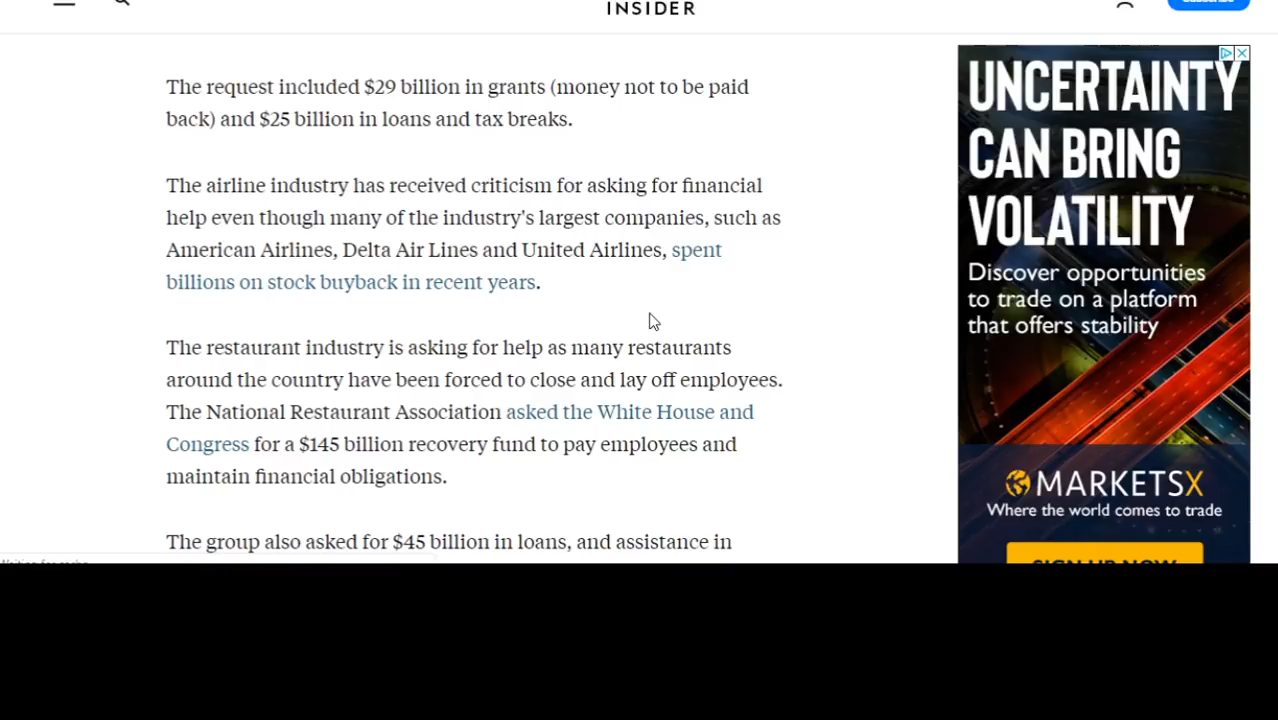 INSIDER
Subscribe
The request included $29 billion in grants (money not to be paid
back) and $25 billion in loans and tax breaks.
The airline industry has received criticism for asking for financial
help even though many of the industry's largest companies, such as
American Airlines, Delta Air Lines and United Airlines, spent
billions on stock buyback in recent years.
The restaurant industry is asking for help as many restaurants
around the country have been forced to close and lay off employees.
The National Restaurant Association asked the White House and
Congress for a $145 billion recovery fund to pay employees and
maintain financial obligations.
The group also asked for $45 billion in loans, and assistance in
UNCERTAINTY
CAN BRING
VOLATILITY
Discover opportunities
to trade on a platform
that offers stability
MARKETSX
Where the world comes to trade
SIGN UP NOW